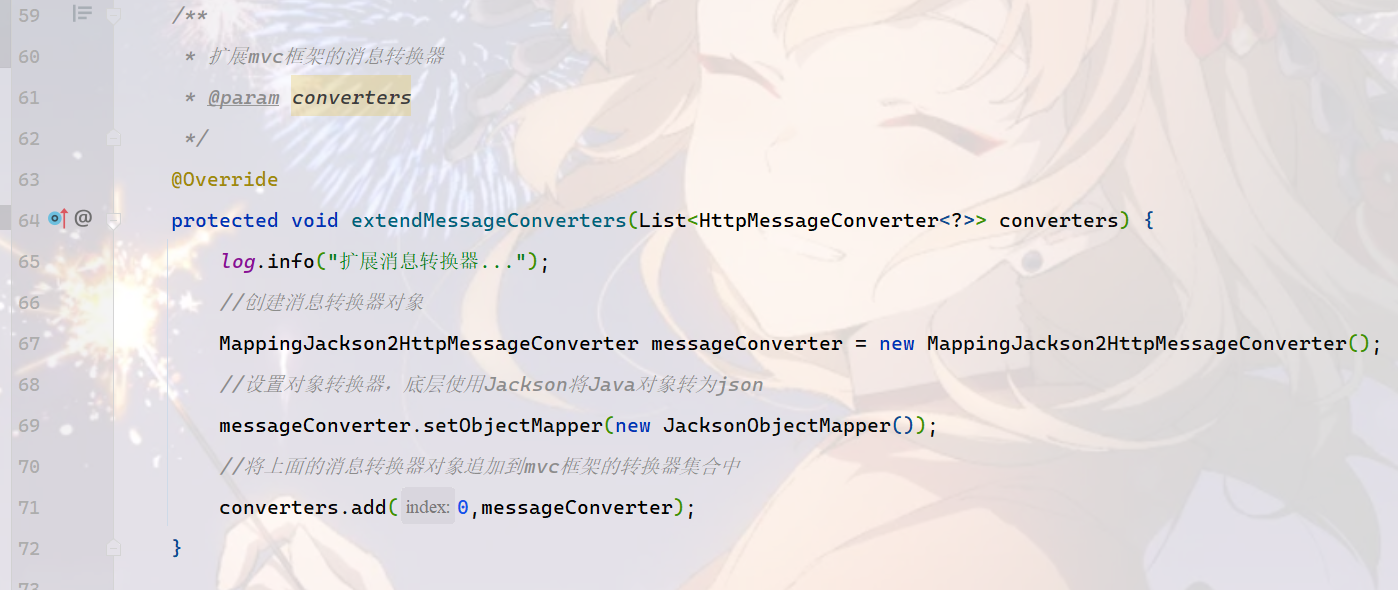 59 /**
60 * 扩展mvc框架的消息转换器
61 * @param converters
62 */
63 @Override
64 @ protected void extendMessageConverters(List<HttpMessageConverter<?>> converters) {
65 log.info("扩展消息转换器...");
66 //创建消息转换器对象
67 MappingJackson2HttpMessageConverter messageConverter = new MappingJackson2HttpMessageConverter();
68 //设置对象转换器，底层使用Jackson将Java对象转为json
69 messageConverter.setObjectMapper(new JacksonObjectMapper());
70 //将上面的消息转换器对象追加到mvc框架的转换器集合中
71 converters.add( index: 0,messageConverter);
72 }
73